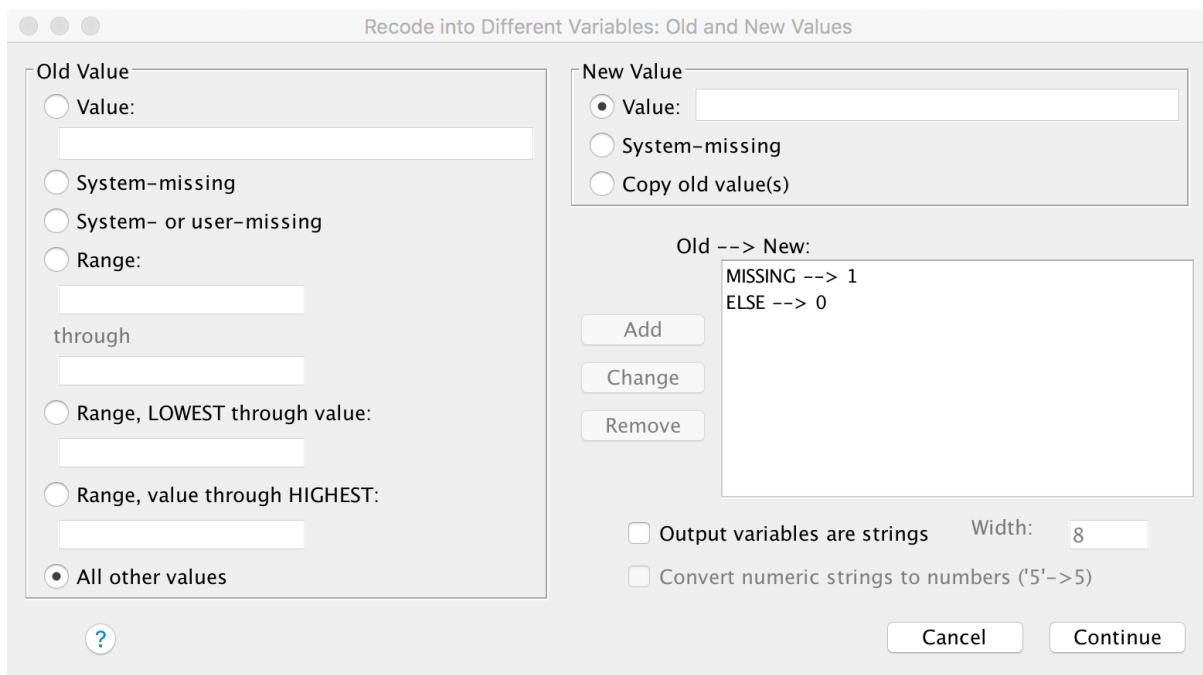 Recode into Different Variables: Old and New Values
Old Value
Value:
System-missing
System- or user-missing
Range:
through
Range, LOWEST through value:
Range, value through HIGHEST:
All other values
New Value
Value:
System-missing
Copy old value(s)
Old --> New:
MISSING --> 1
ELSE --> 0
Add
Change
Remove
Output variables are strings
Width:
8
Convert numeric strings to numbers ('5'->5)
?
Cancel
Continue